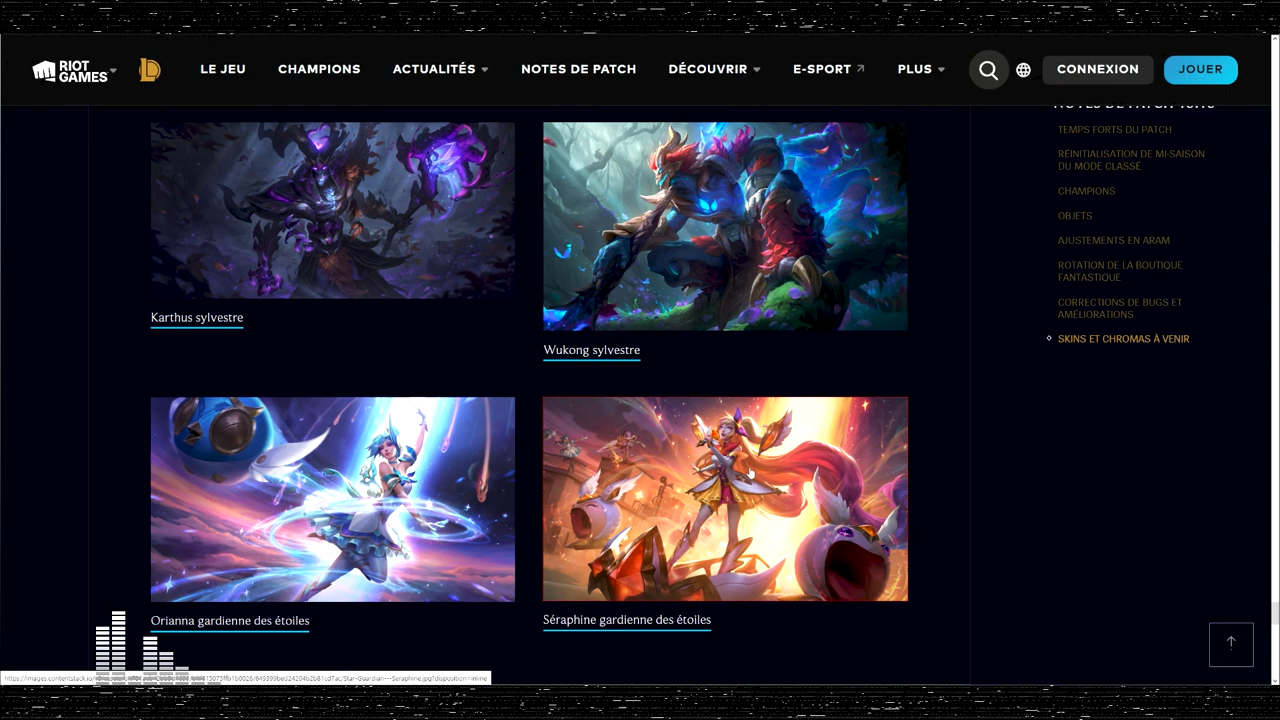 RIOT
GAMES
LE JEU
CHAMPIONS
ACTUALITÉS
NOTES DE PATCH
DÉCOUVRIR
E-SPORT
PLUS
CONNEXION
JOUER
TEMPS FORTS DU PATCH
RÉINITIALISATION DE MI-SAISON
DU MODE CLASSÉ
CHAMPIONS
OBJETS
AJUSTEMENTS EN ARAM
ROTATION DE LA BOUTIQUE
FANTASTIQUE
CORRECTIONS DE BUGS ET
AMÉLIORATIONS
SKINS ET CHROMAS À VENIR
Karthus sylvestre
Wukong sylvestre
Orianna gardienne des étoiles
Séraphine gardienne des étoiles